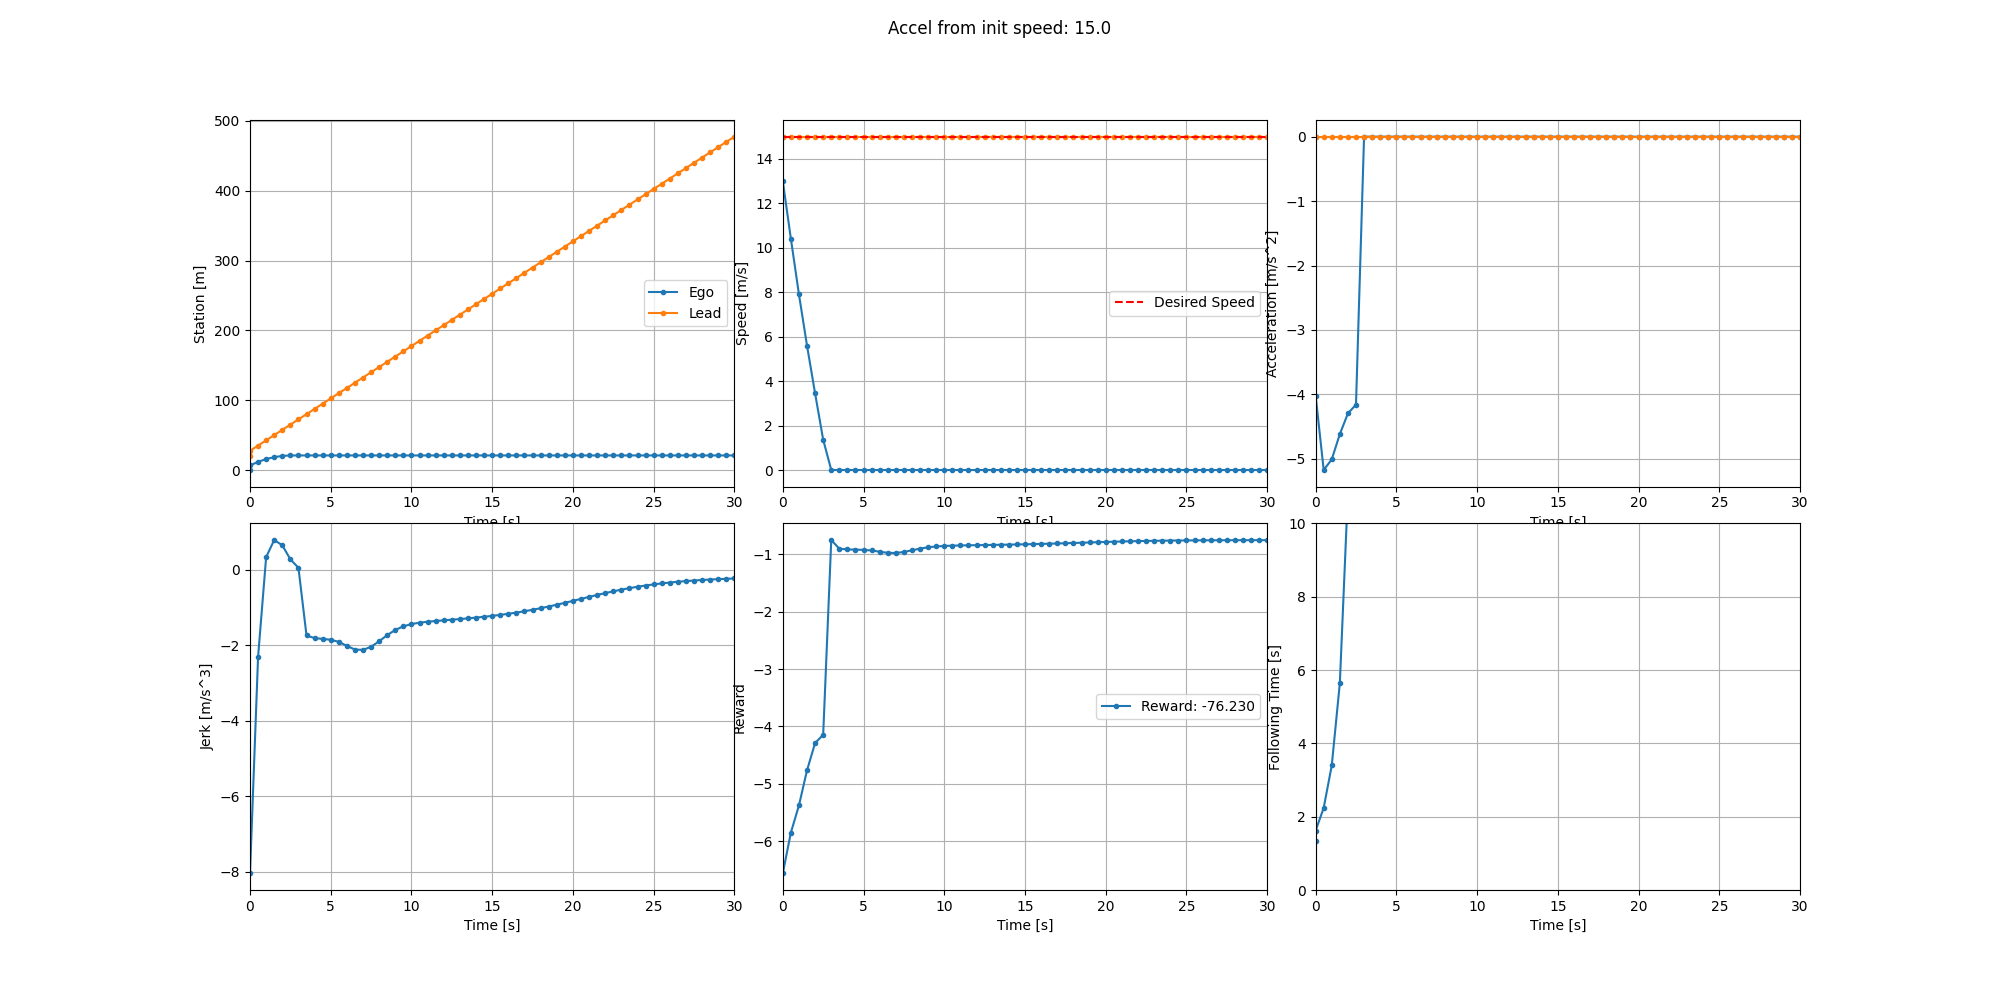 Accel from init speed: 15.0
Station [m]
500
400
300
200
100
0
Ego
Lead
0 5 10 15 20 25 30
Time [s]
Speed [m/s]
14
12
10
8
6
4
2
0
Desired Speed
0 5 10 15 20 25 30
Time [s]
Acceleration [m/s^2]
0
−1
−2
−3
−4
−5
0 5 10 15 20 25 30
Time [s]
Jerk [m/s^3]
0
−2
−4
−6
−8
0 5 10 15 20 25 30
Time [s]
Reward
−1
−2
−3
−4
−5
−6
Reward: -76.230
0 5 10 15 20 25 30
Time [s]
Following Time [s]
10
8
6
4
2
0
0 5 10 15 20 25 30
Time [s]